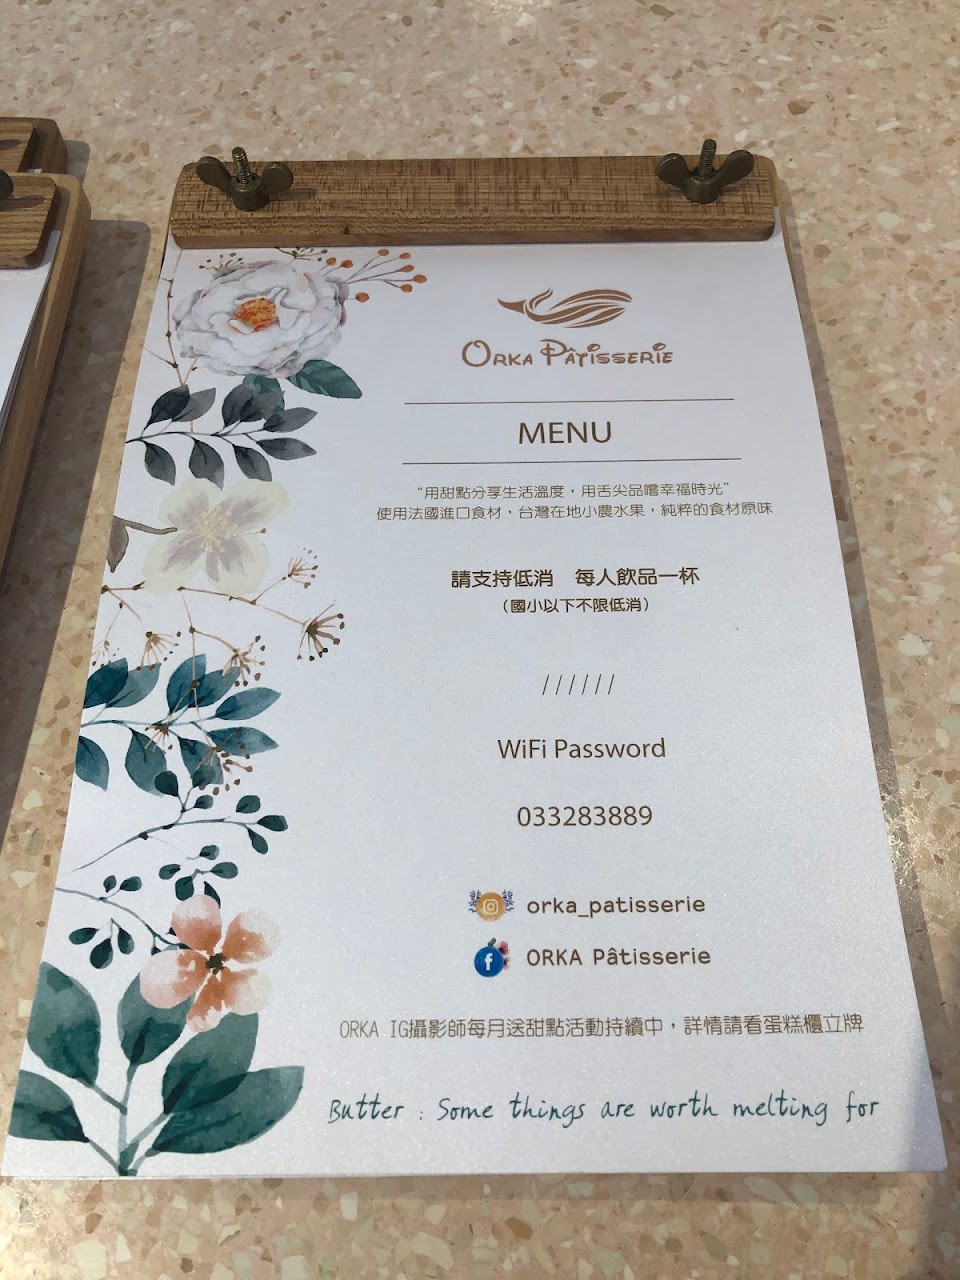 ORKA PÂTISSERIE
MENU
“用甜點分享生活溫度，用舌尖品嚐幸福時光”
使用法國進口食材，台灣在地小農水果，純粹的食材原味
請支持低消　每人飲品一杯
（國小以下不限低消）
//////
WiFi Password
033283889
orka_patisserie
ORKA Pâtisserie
ORKA IG攝影師每月送甜點活動持續中，詳情請看蛋糕櫃立牌
Butter : Some things are worth melting for